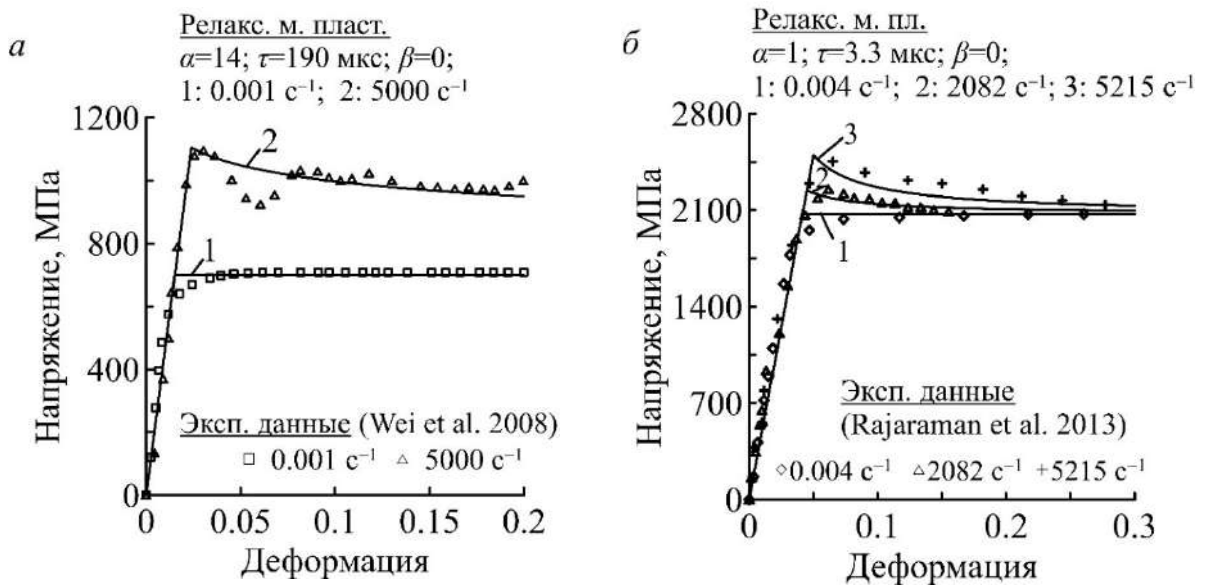 а
Релакс. м. пласт.
α=14; τ=190 мкс; β=0;
1: 0.001 с⁻¹; 2: 5000 с⁻¹
Напряжение, МПа
1200
800
400
0
2
1
Эксп. данные (Wei et al. 2008)
□ 0.001 с⁻¹ △ 5000 с⁻¹
0 0.05 0.1 0.15 0.2
Деформация
б
Релакс. м. пл.
α=1; τ=3.3 мкс; β=0;
1: 0.004 с⁻¹; 2: 2082 с⁻¹; 3: 5215 с⁻¹
Напряжение, МПа
2800
2100
1400
700
0
3
2
1
Эксп. данные
(Rajaraman et al. 2013)
◇0.004 с⁻¹ △2082 с⁻¹ +5215 с⁻¹
0 0.1 0.2 0.3
Деформация